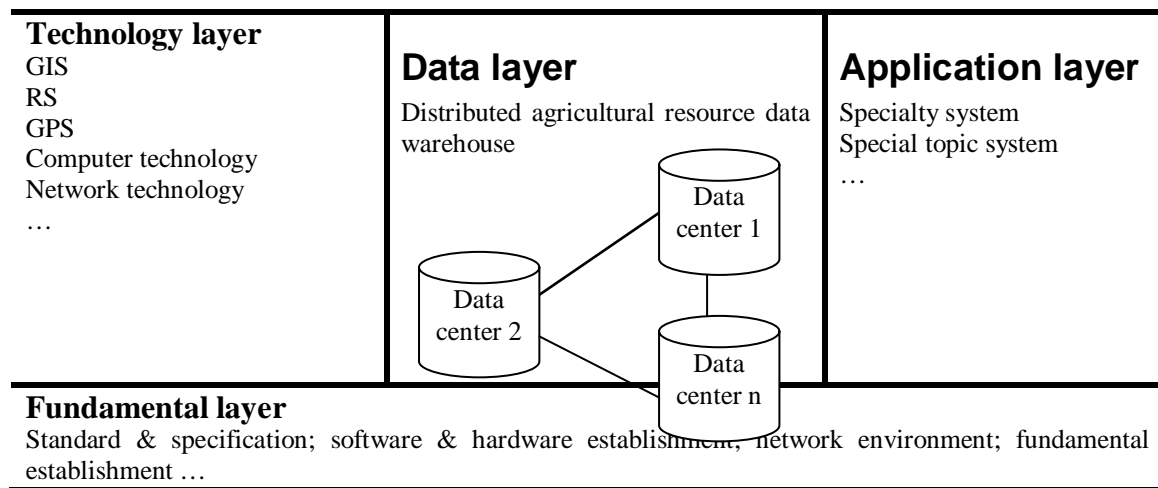 Technology layer
GIS
RS
GPS
Computer technology
Network technology
…
Data layer
Distributed agricultural resource data
warehouse
Data
center 1
Data
center 2
Data
center n
Application layer
Specialty system
Special topic system
…
Fundamental layer
Standard & specification; software & hardware establishment; network environment; fundamental
establishment …